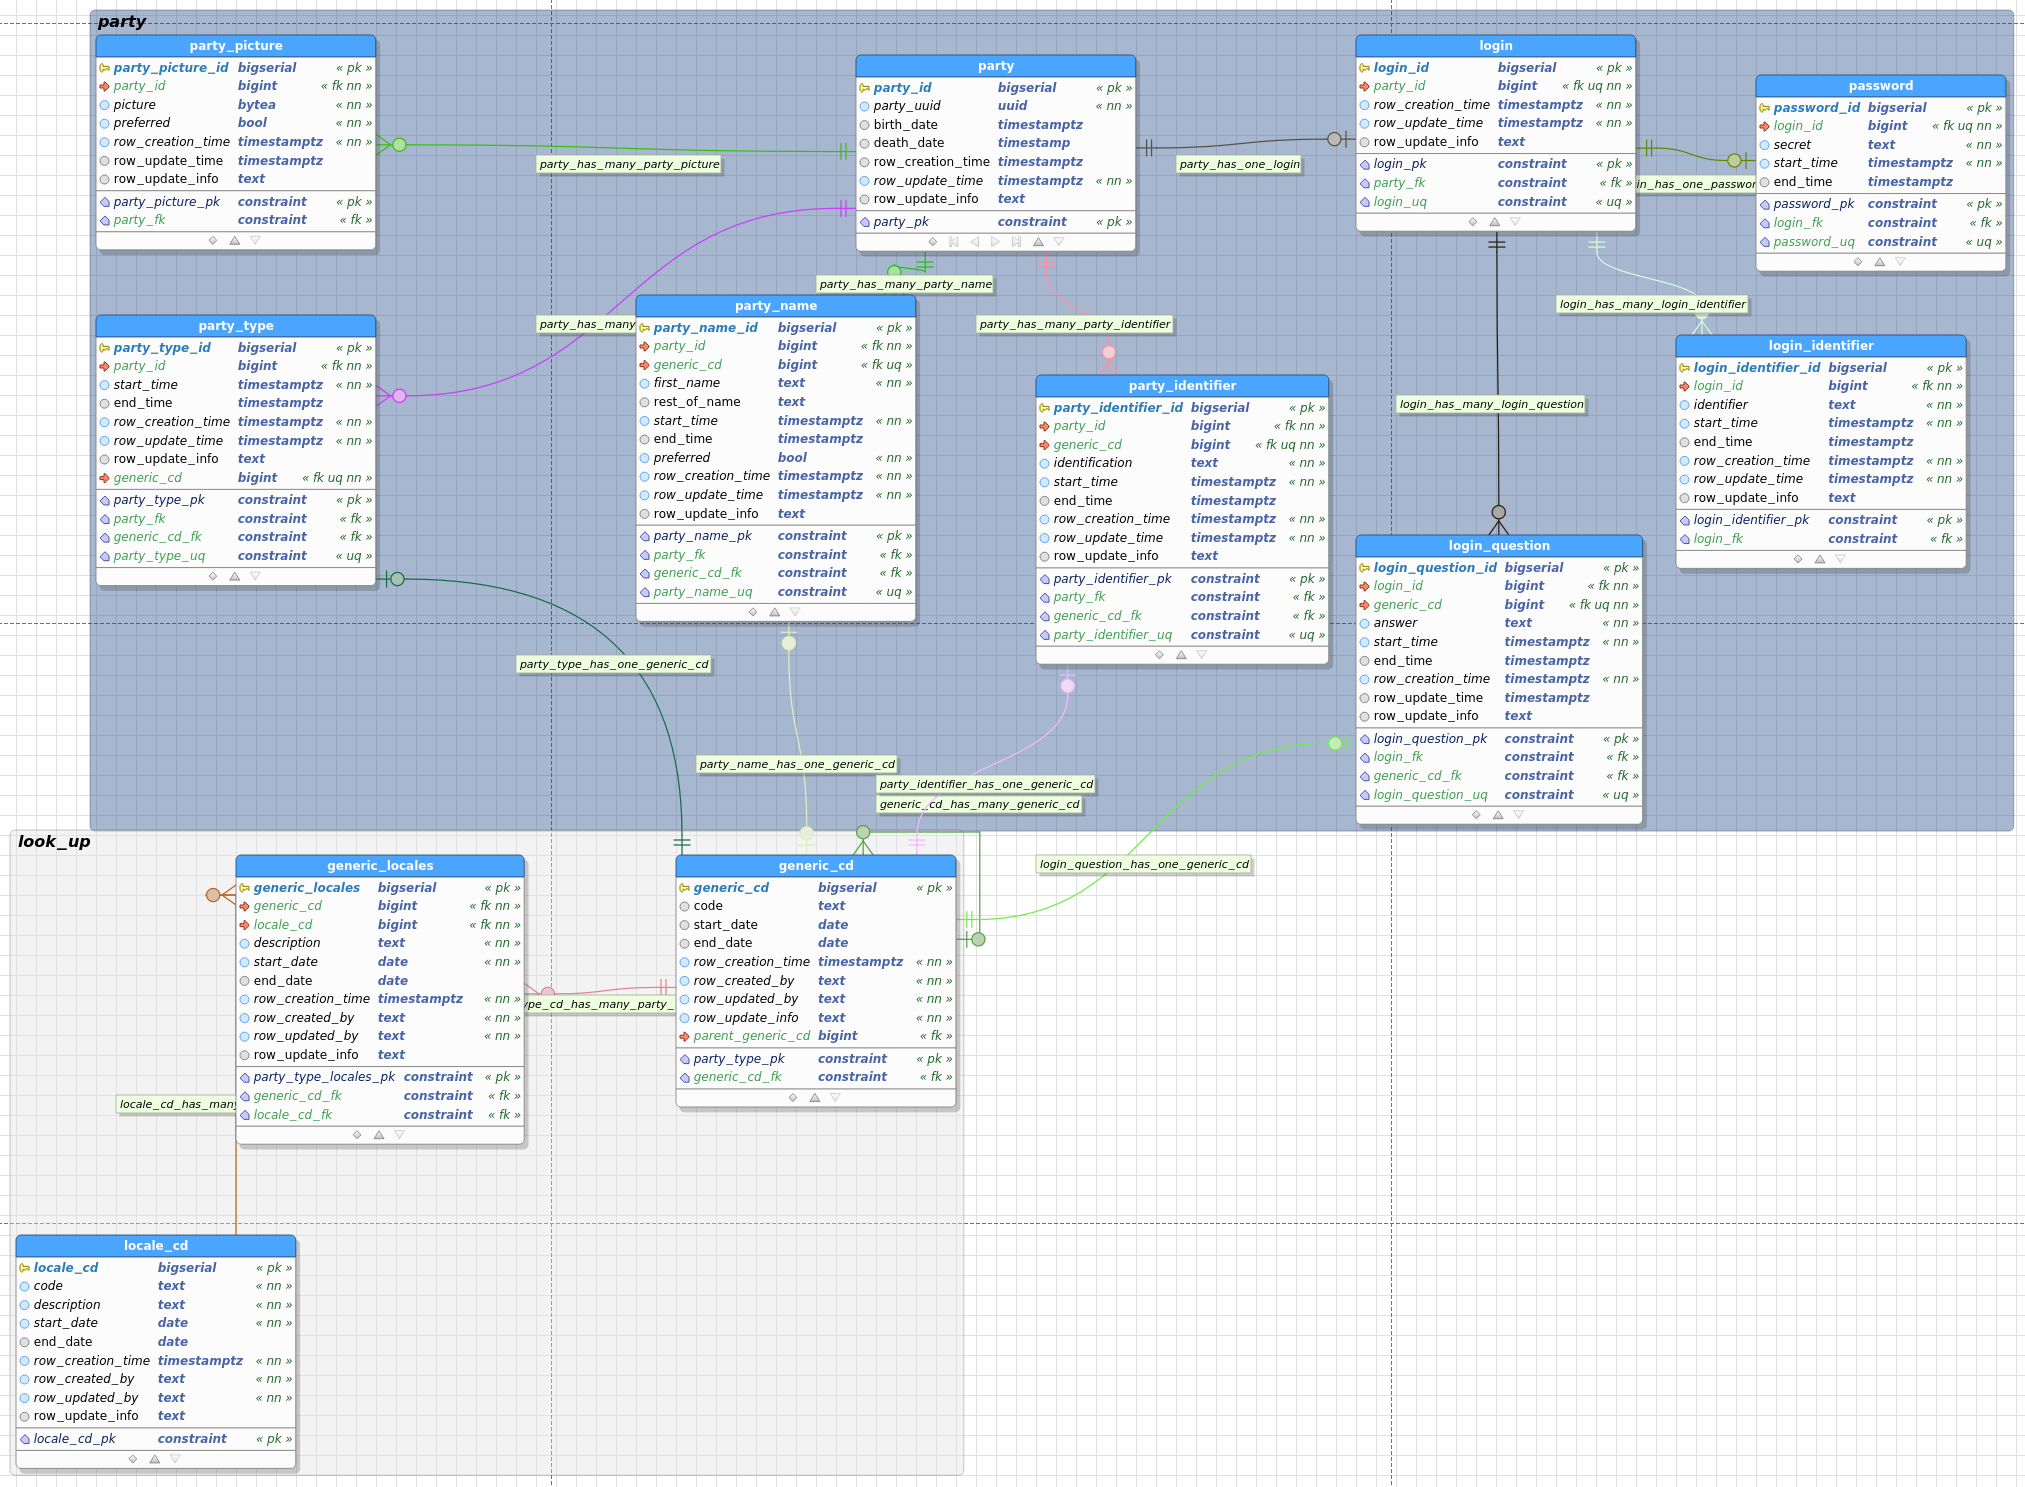 party
party_picture
party_picture_id bigserial « pk »
party_id bigint « fk nn »
picture bytea « nn »
preferred bool « nn »
row_creation_time timestamptz « nn »
row_update_time timestamptz
row_update_info text
party_picture_pk constraint « pk »
party_fk constraint « fk »
party_has_many_party_picture
party
party_id bigserial « pk »
party_uuid uuid « nn »
birth_date timestamptz
death_date timestamp
row_creation_time timestamptz
row_update_time timestamptz « nn »
row_update_info text
party_pk constraint « pk »
party_has_one_login
login
login_id bigserial « pk »
party_id bigint « fk uq nn »
row_creation_time timestamptz « nn »
row_update_time timestamptz « nn »
row_update_info text
login_pk constraint « pk »
party_fk constraint « fk »
login_uq constraint « uq »
in_has_one_passwor
password
password_id bigserial « pk »
login_id bigint « fk uq nn »
secret text « nn »
start_time timestamptz « nn »
end_time timestamptz
password_pk constraint « pk »
login_fk constraint « fk »
password_uq constraint « uq »
party_type
party_type_id bigserial « pk »
party_id bigint « fk nn »
start_time timestamptz « nn »
end_time timestamptz
row_creation_time timestamptz « nn »
row_update_time timestamptz « nn »
row_update_info text
generic_cd bigint « fk uq nn »
party_type_pk constraint « pk »
party_fk constraint « fk »
generic_cd_fk constraint « fk »
party_type_uq constraint « uq »
party_has_many
party_has_many_party_name
party_name
party_name_id bigserial « pk »
party_id bigint « fk nn »
generic_cd bigint « fk uq »
first_name text « nn »
rest_of_name text
start_time timestamptz « nn »
end_time timestamptz
preferred bool « nn »
row_creation_time timestamptz « nn »
row_update_time timestamptz « nn »
row_update_info text
party_name_pk constraint « pk »
party_fk constraint « fk »
generic_cd_fk constraint « fk »
party_name_uq constraint « uq »
party_has_many_party_identifier
party_identifier
party_identifier_id bigserial « pk »
party_id bigint « fk nn »
generic_cd bigint « fk uq nn »
identification text « nn »
start_time timestamptz « nn »
end_time timestamptz
row_creation_time timestamptz « nn »
row_update_time timestamptz « nn »
row_update_info text
party_identifier_pk constraint « pk »
party_fk constraint « fk »
generic_cd_fk constraint « fk »
party_identifier_uq constraint « uq »
login_has_many_login_identifier
login_identifier
login_identifier_id bigserial « pk »
login_id bigint « fk nn »
identifier text « nn »
start_time timestamptz « nn »
end_time timestamptz
row_creation_time timestamptz « nn »
row_update_time timestamptz « nn »
row_update_info text
login_identifier_pk constraint « pk »
login_fk constraint « fk »
login_has_many_login_question
login_question
login_question_id bigserial « pk »
login_id bigint « fk nn »
generic_cd bigint « fk uq nn »
answer text « nn »
start_time timestamptz « nn »
end_time timestamptz
row_creation_time timestamptz « nn »
row_update_time timestamptz
row_update_info text
login_question_pk constraint « pk »
login_fk constraint « fk »
generic_cd_fk constraint « fk »
login_question_uq constraint « uq »
party_type_has_one_generic_cd
party_name_has_one_generic_cd
party_identifier_has_one_generic_cd
generic_cd_has_many_generic_cd
login_question_has_one_generic_cd
look_up
generic_locales
generic_locales bigserial « pk »
generic_cd bigint « fk nn »
locale_cd bigint « fk nn »
description text « nn »
start_date date « nn »
end_date date
row_creation_time timestamptz « nn »
row_created_by text « nn »
row_updated_by text « nn »
row_update_info text
party_type_locales_pk constraint « pk »
generic_cd_fk constraint « fk »
locale_cd_fk constraint « fk »
ype_cd_has_many_party_
generic_cd
generic_cd bigserial « pk »
code text
start_date date
end_date date
row_creation_time timestamptz « nn »
row_created_by text « nn »
row_updated_by text « nn »
row_update_info text « nn »
parent_generic_cd bigint « fk »
party_type_pk constraint « pk »
generic_cd_fk constraint « fk »
locale_cd_has_many
locale_cd
locale_cd bigserial « pk »
code text « nn »
description text « nn »
start_date date « nn »
end_date date
row_creation_time timestamptz « nn »
row_created_by text « nn »
row_updated_by text « nn »
row_update_info text
locale_cd_pk constraint « pk »